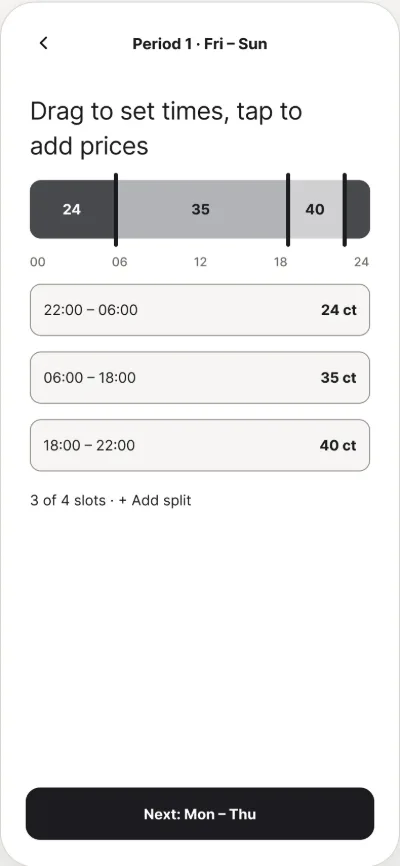 Period 1 · Fri – Sun
Drag to set times, tap to
add prices
24 35 40
00 06 12 18 24
22:00 – 06:00 24 ct
06:00 – 18:00 35 ct
18:00 – 22:00 40 ct
3 of 4 slots · + Add split
Next: Mon – Thu